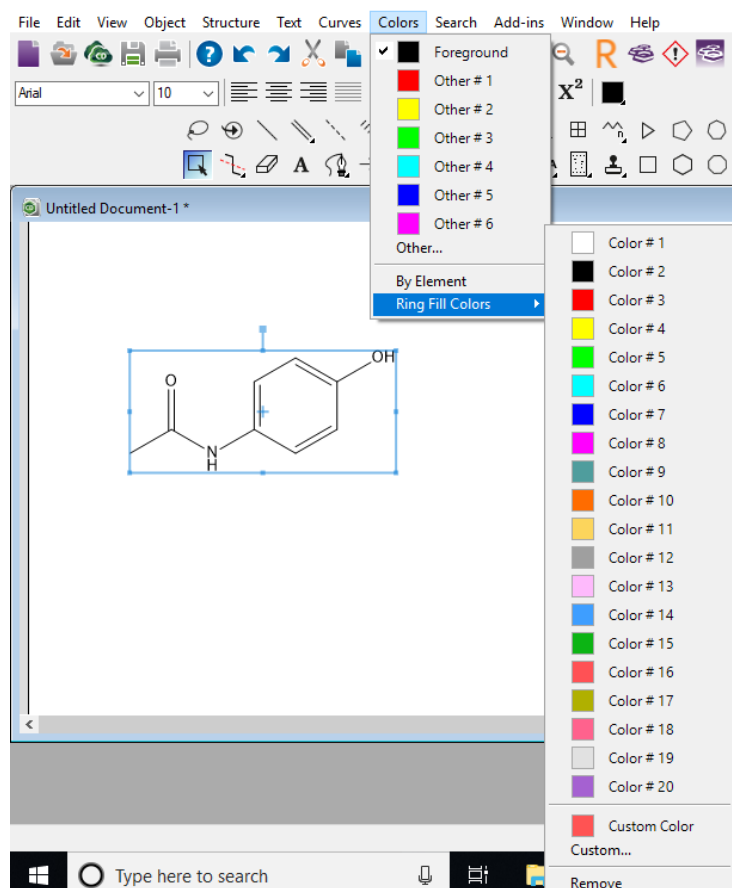 File Edit View Object Structure Text Curves Colors Search Add-ins Window Help
Arial 10 X²
Foreground
Other # 1
Other # 2
Other # 3
Other # 4
Other # 5
Other # 6
Other...
By Element
Ring Fill Colors
Color # 1
Color # 2
Color # 3
Color # 4
Color # 5
Color # 6
Color # 7
Color # 8
Color # 9
Color # 10
Color # 11
Color # 12
Color # 13
Color # 14
Color # 15
Color # 16
Color # 17
Color # 18
Color # 19
Color # 20
Custom Color
Custom...
Remove
Untitled Document-1 *
OH
O
N
H
Type here to search